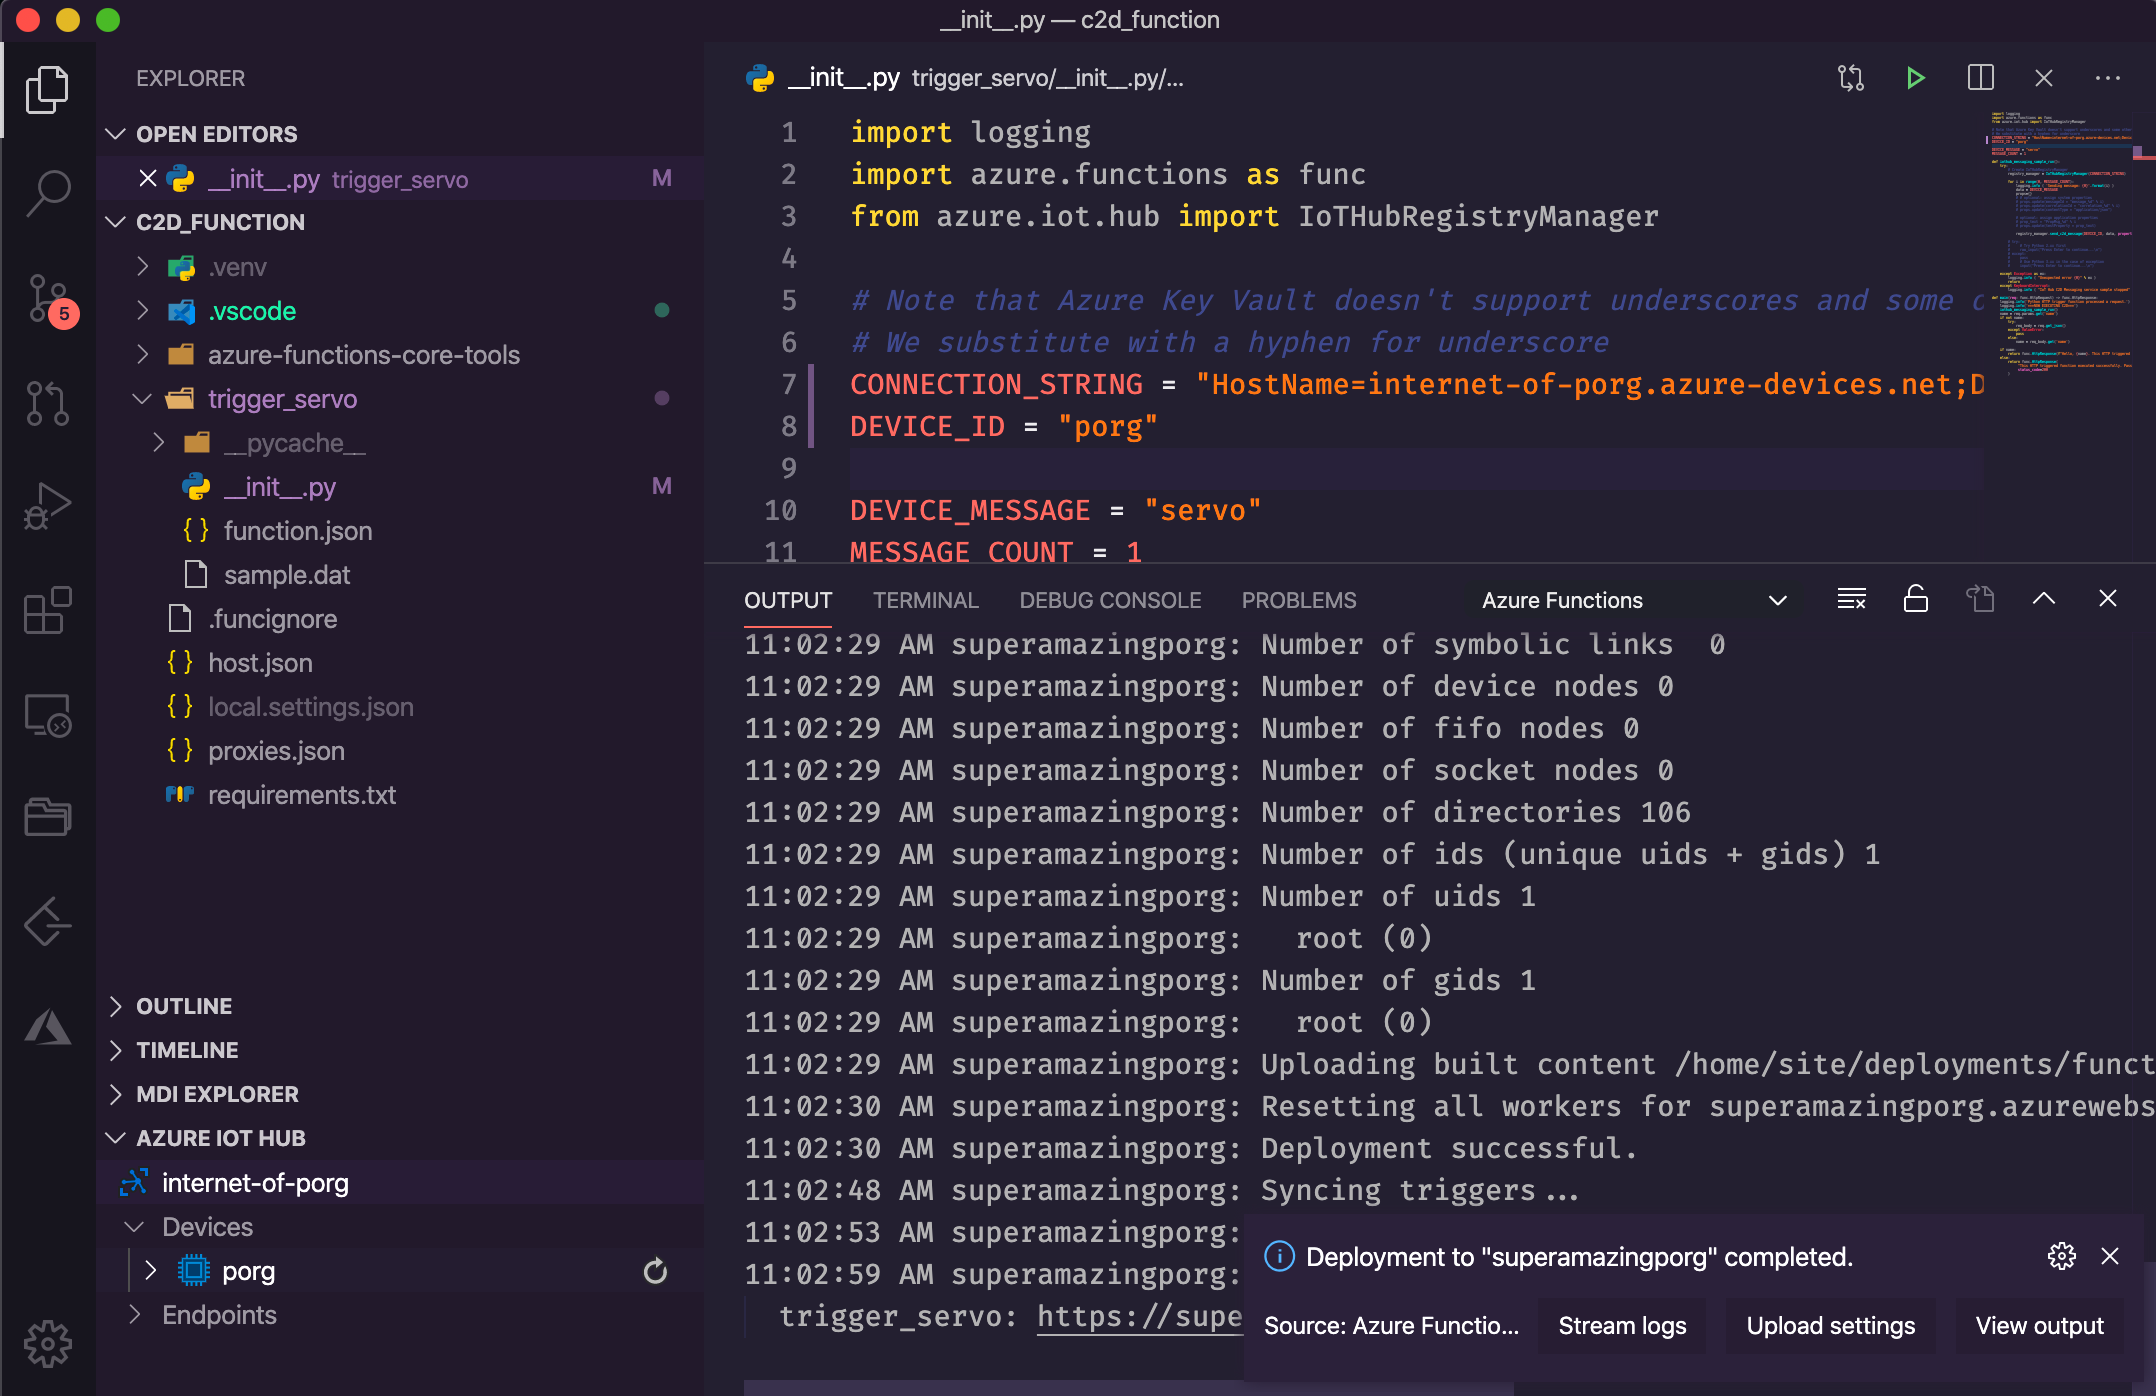 __init__.py — c2d_function
EXPLORER
OPEN EDITORS
__init__.py trigger_servo M
C2D_FUNCTION
.venv
.vscode
azure-functions-core-tools
trigger_servo
__pycache__
__init__.py M
function.json
sample.dat
.funcignore
host.json
local.settings.json
proxies.json
requirements.txt
OUTLINE
TIMELINE
MDI EXPLORER
AZURE IOT HUB
internet-of-porg
Devices
porg
Endpoints
5
__init__.py trigger_servo/__init__.py/...
1 import logging
2 import azure.functions as func
3 from azure.iot.hub import IoTHubRegistryManager
4
5 # Note that Azure Key Vault doesn't support underscores and some
6 # We substitute with a hyphen for underscore
7 CONNECTION_STRING = "HostName=internet-of-porg.azure-devices.net;D
8 DEVICE_ID = "porg"
9
10 DEVICE_MESSAGE = "servo"
11 MESSAGE_COUNT = 1
OUTPUT TERMINAL DEBUG CONSOLE PROBLEMS Azure Functions
11:02:29 AM superamazingporg: Number of symbolic links  0
11:02:29 AM superamazingporg: Number of device nodes 0
11:02:29 AM superamazingporg: Number of fifo nodes 0
11:02:29 AM superamazingporg: Number of socket nodes 0
11:02:29 AM superamazingporg: Number of directories 106
11:02:29 AM superamazingporg: Number of ids (unique uids + gids) 1
11:02:29 AM superamazingporg: Number of uids 1
11:02:29 AM superamazingporg:   root (0)
11:02:29 AM superamazingporg: Number of gids 1
11:02:29 AM superamazingporg:   root (0)
11:02:29 AM superamazingporg: Uploading built content /home/site/deployments/funct
11:02:30 AM superamazingporg: Resetting all workers for superamazingporg.azurewebs
11:02:30 AM superamazingporg: Deployment successful.
11:02:48 AM superamazingporg: Syncing triggers...
11:02:53 AM superamazingporg:
11:02:59 AM superamazingporg:
trigger_servo: https://supe
Deployment to "superamazingporg" completed.
Source: Azure Functio... Stream logs Upload settings View output